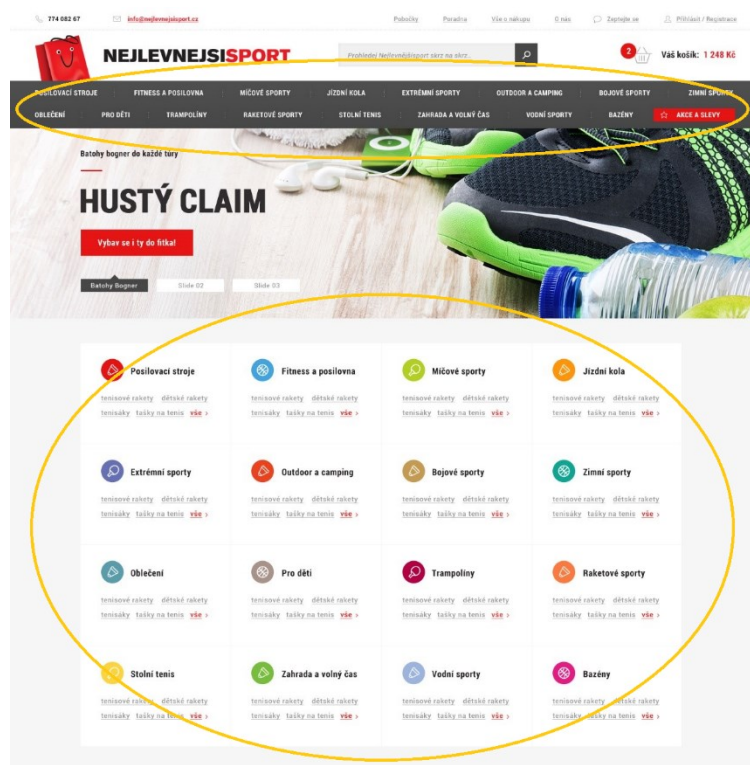 774 082 67 info@nejlevnejsisport.cz Pobočky Poradna Vše o nákupu O nás Zeptejte se Přihlásit / Registrace
NEJLEVNEJSISPORT Prohledej Nejlevnějšísport skrz na skrz.. 2 Váš košík: 1 248 Kč
POSILOVACÍ STROJE FITNESS A POSILOVNA MÍČOVÉ SPORTY JÍZDNÍ KOLA EXTRÉMNÍ SPORTY OUTDOOR A CAMPING BOJOVÉ SPORTY ZIMNÍ SPORTY
OBLEČENÍ PRO DĚTI TRAMPOLÍNY RAKETOVÉ SPORTY STOLNÍ TENIS ZAHRADA A VOLNÝ ČAS VODNÍ SPORTY BAZÉNY AKCE A SLEVY
Batohy bogner do každé túry
HUSTÝ CLAIM
Vybav se i ty do fitka!
Batohy Bogner Slide 02 Slide 03
Posilovací stroje Fitness a posilovna Míčové sporty Jízdní kola
tenisové rakety dětské rakety tenisové rakety dětské rakety tenisové rakety dětské rakety tenisové rakety dětské rakety
tenisáky tašky na tenis vše › tenisáky tašky na tenis vše › tenisáky tašky na tenis vše › tenisáky tašky na tenis vše ›
Extrémní sporty Outdoor a camping Bojové sporty Zimní sporty
tenisové rakety dětské rakety tenisové rakety dětské rakety tenisové rakety dětské rakety tenisové rakety dětské rakety
tenisáky tašky na tenis vše › tenisáky tašky na tenis vše › tenisáky tašky na tenis vše › tenisáky tašky na tenis vše ›
Oblečení Pro děti Trampolíny Raketové sporty
tenisové rakety dětské rakety tenisové rakety dětské rakety tenisové rakety dětské rakety tenisové rakety dětské rakety
tenisáky tašky na tenis vše › tenisáky tašky na tenis vše › tenisáky tašky na tenis vše › tenisáky tašky na tenis vše ›
Stolní tenis Zahrada a volný čas Vodní sporty Bazény
tenisové rakety dětské rakety tenisové rakety dětské rakety tenisové rakety dětské rakety tenisové rakety dětské rakety
tenisáky tašky na tenis vše › tenisáky tašky na tenis vše › tenisáky tašky na tenis vše › tenisáky tašky na tenis vše ›